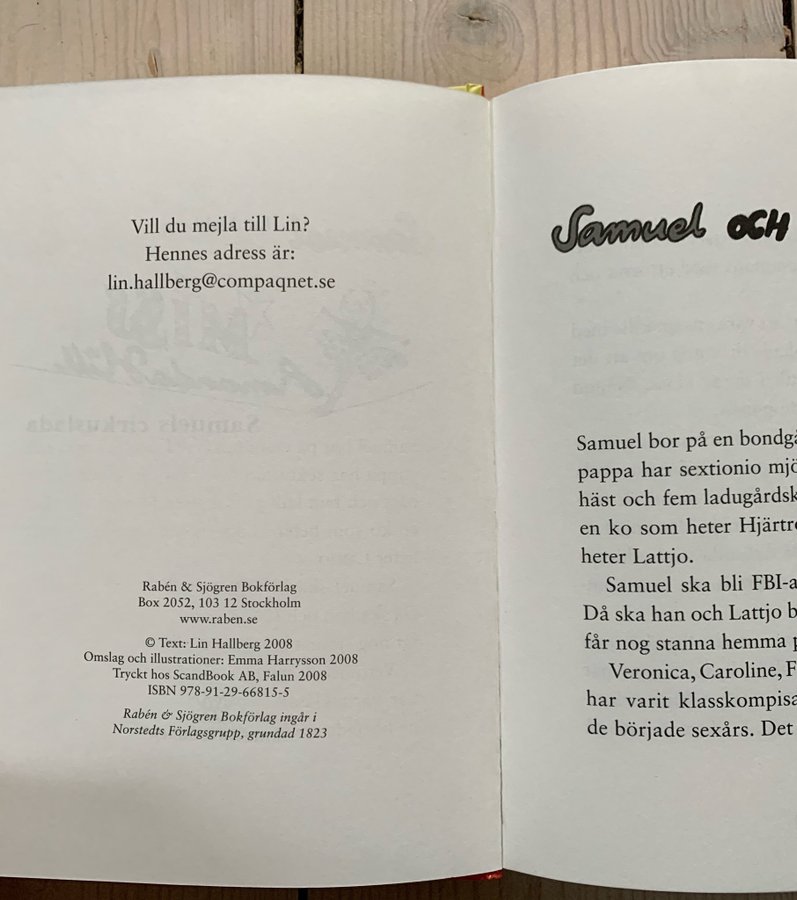 Vill du mejla till Lin?
Hennes adress är:
lin.hallberg@compaqnet.se
Rabén & Sjögren Bokförlag
Box 2052, 103 12 Stockholm
www.raben.se
© Text: Lin Hallberg 2008
Omslag och illustrationer: Emma Harrysson 2008
Tryckt hos ScandBook AB, Falun 2008
ISBN 978-91-29-66815-5
Rabén & Sjögren Bokförlag ingår i
Norstedts Förlagsgrupp, grundad 1823
Samuel OCH
Samuel bor på en bondgå
pappa har sextionio mjö
häst och fem ladugårdsk
en ko som heter Hjärtro
heter Lattjo.
Samuel ska bli FBI-a
Då ska han och Lattjo b
får nog stanna hemma p
Veronica, Caroline, F
har varit klasskompisa
de började sexårs. Det